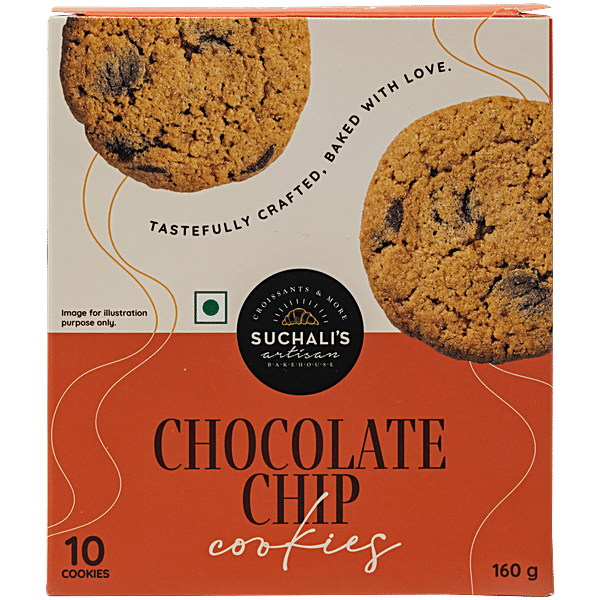 TASTEFULLY CRAFTED, BAKED WITH LOVE.
Image for illustration
purpose only.
CROISSANTS & MORE
SUCHALI'S
artisan
BAKEHOUSE
CHOCOLATE
CHIP
cookies
10
COOKIES
160 g